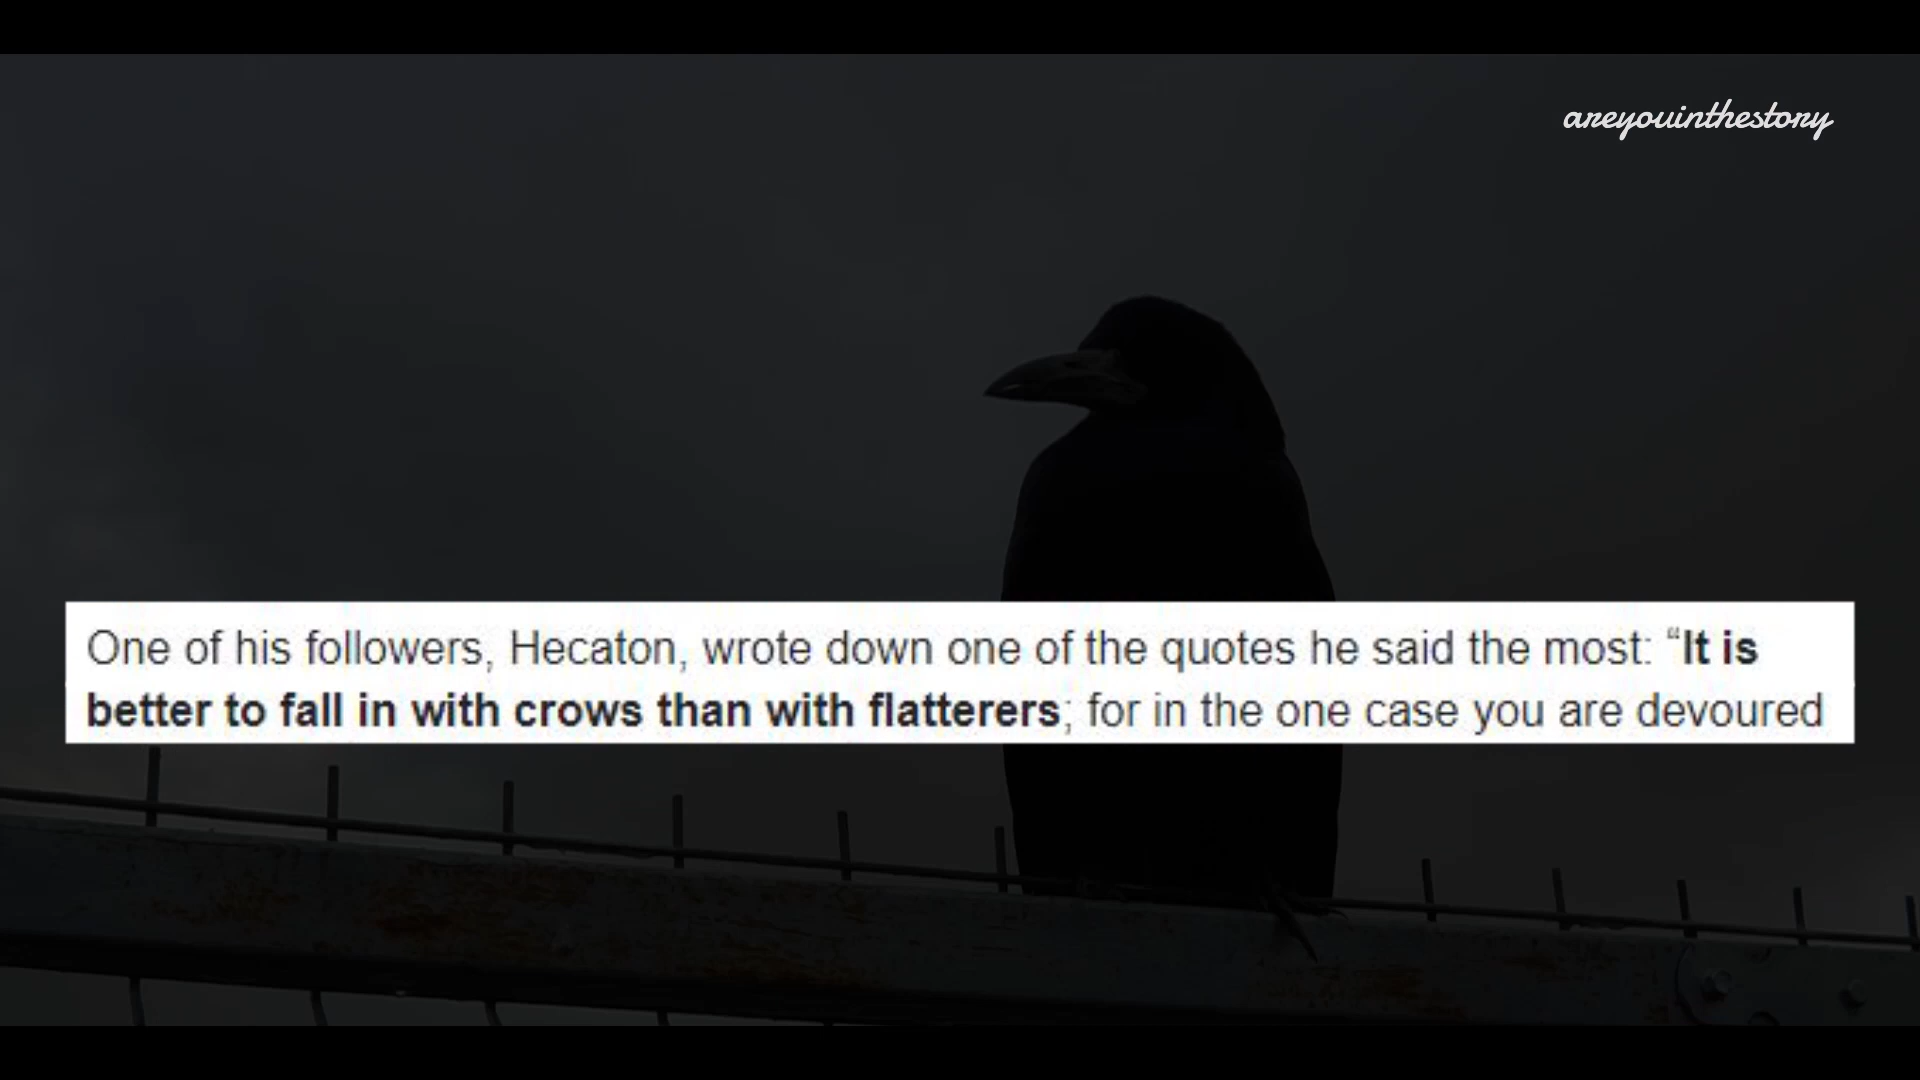 areyouinthestory
One of his followers, Hecaton, wrote down one of the quotes he said the most: “It is
better to fall in with crows than with flatterers; for in the one case you are devoured